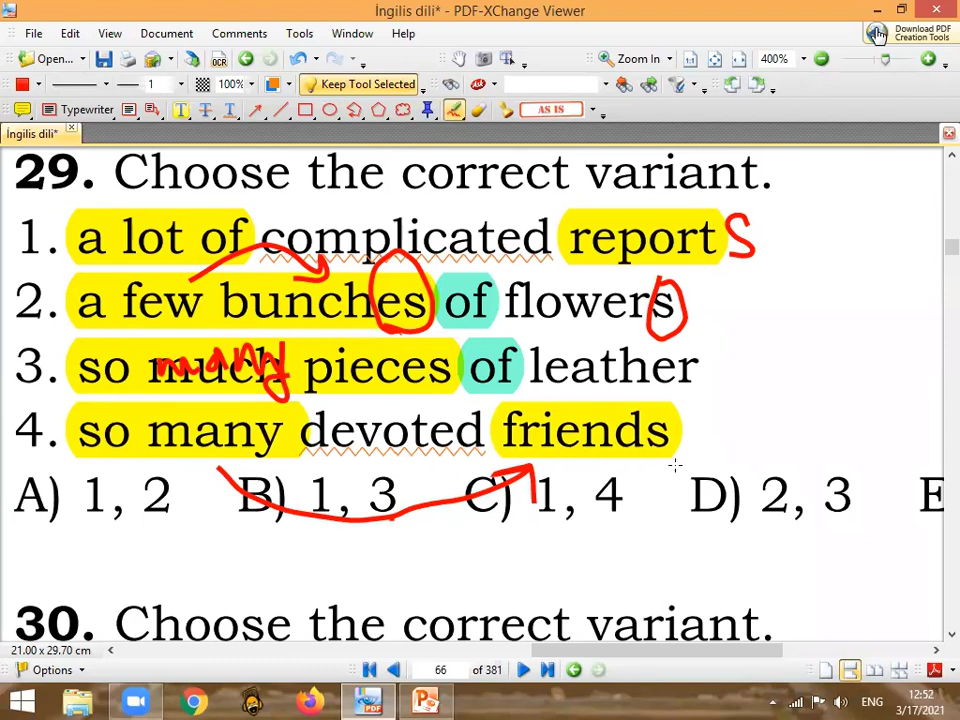 İngilis dili* - PDF-XChange Viewer
File Edit View Document Comments Tools Window Help
Download PDF Creation Tools
Open... OCR Zoom In 400%
1 100% Keep Tool Selected
Typewriter AS IS
İngilis dili*
29. Choose the correct variant.
1. a lot of complicated report S
2. a few bunches of flowers
many
3. so much pieces of leather
4. so many devoted friends
A) 1, 2 B) 1, 3 C) 1, 4 D) 2, 3 E
30. Choose the correct variant.
21.00 x 29.70 cm
Options 66 of 381
ENG 12:52
3/17/2021